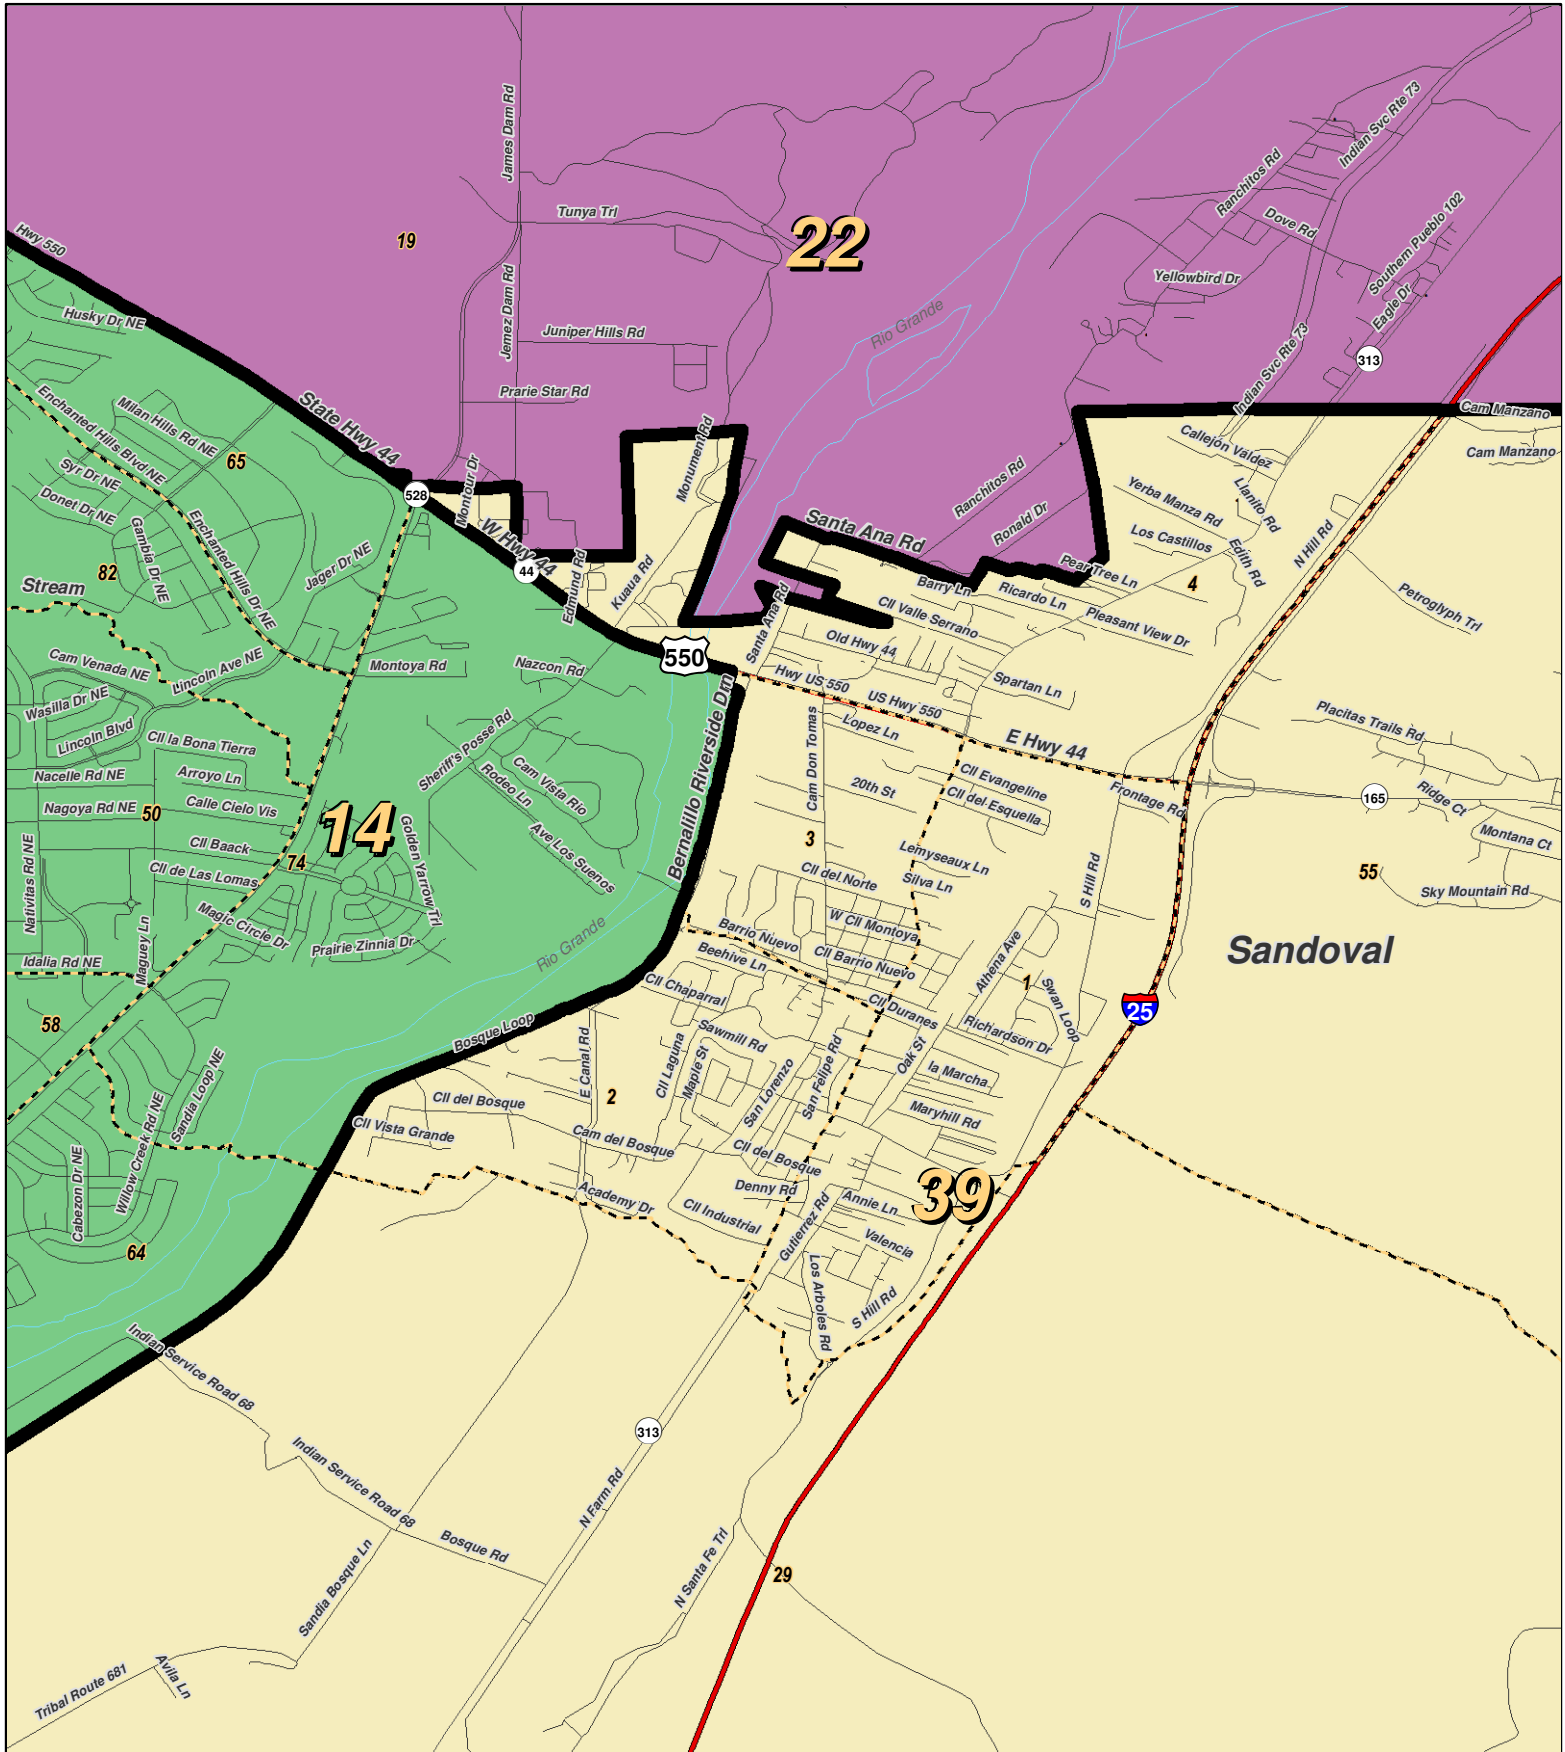 James Dam Rd
Indian Svc Rte 73
Ranchitos Rd
Tunya Trl
22
Dove Rd
Southern Pueblo 102
19
Hwy 550
Yellowbird Dr
Eagle Dr
Jemez Dam Rd
Rio Grande
Husky Dr NE
Juniper Hills Rd
313
Indian Svc Rte 73
Prarie Star Rd
Enchanted Hills Blvd NE
Milan Hills Rd NE
State Hwy 44
Cam Manzano
Callejón Valdez
Cam Manzano
Monument Rd
65
Syr Dr NE
Montour Dr
Ranchitos Rd
Donet Dr NE
528
Yerba Manza Rd
Llanito Rd
Gambia Dr NE
Enchanted Hills Dr NE
W Hwy 44
Santa Ana Rd
Ronald Dr
Los Castillos
N Hill Rd
Jager Dr NE
Edith Rd
82
44
Pear Tree Ln
4
Stream
Edmund Rd
Kuaua Rd
Barry Ln
Ricardo Ln
Petroglyph Trl
Cll Valle Serrano
Pleasant View Dr
Santa Ana Rd
Old Hwy 44
Cam Venada NE
Lincoln Ave NE
Montoya Rd
Nazcon Rd
550
Hwy US 550
Spartan Ln
Wasilla Dr NE
US Hwy 550
Lincoln Blvd
Cll la Bona Tierra
Sheriff's Posse Rd
Bernalillo Riverside Drn
Lopez Ln
E Hwy 44
Placitas Trails Rd
Nacelle Rd NE
Arroyo Ln
Rodeo Ln
Cam Vista Rio
Cam Don Tomas
20th St
Cll Evangeline
Cll del Esquella
Frontage Rd
165
Ridge Ct
Nagoya Rd NE
50
Calle Cielo Vis
14
Montana Ct
Cll Baack
Golden Yarrow Trl
Ave Los Suenos
3
Lemyseaux Ln
74
Cll de Las Lomas
Cll del Norte
Silva Ln
S Hill Rd
55
Sky Mountain Rd
Nativitas Rd NE
Magic Circle Dr
W Cll Montoya
Maguey Ln
Prairie Zinnia Dr
Rio Grande
Barrio Nuevo
Cll Barrio Nuevo
Athena Ave
Sandoval
Idalia Rd NE
Beehive Ln
Cll Chaparral
1
Swan Loop
Cll Duranes
25
58
Bosque Loop
Sawmill Rd
Richardson Dr
Sandia Loop NE
E Canal Rd
Cll Laguna
Maple St
San Lorenzo
San Felipe Rd
Oak St
la Marcha
2
Cll del Bosque
Maryhill Rd
Willow Creek Rd NE
Cll Vista Grande
Cam del Bosque
Cll del Bosque
Cabezon Dr NE
Academy Dr
Denny Rd
39
Annie Ln
Cll Industrial
Gutierrez Rd
Valencia
64
Los Arboles Rd
S Hill Rd
Indian Service Road 68
313
Indian Service Road 68
N Farm Rd
Bosque Rd
N Santa Fe Trl
29
Sandia Bosque Ln
Avila Ln
Tribal Route 681